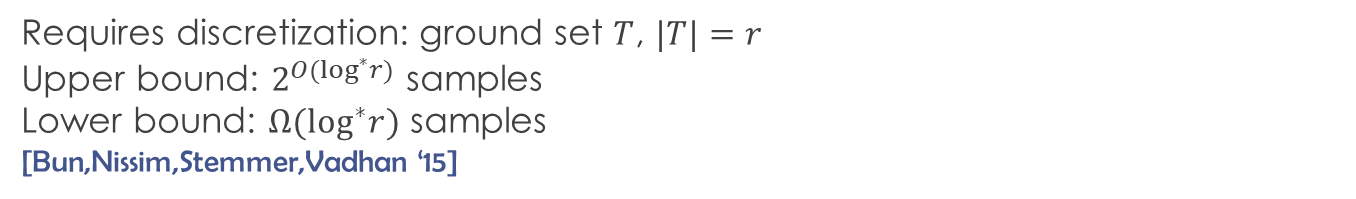 Requires discretization: ground set 𝑇, |𝑇| = 𝑟
Upper bound: 2^{𝑂(log*𝑟)} samples
Lower bound: Ω(log*𝑟) samples
[Bun,Nissim,Stemmer,Vadhan ‘15]